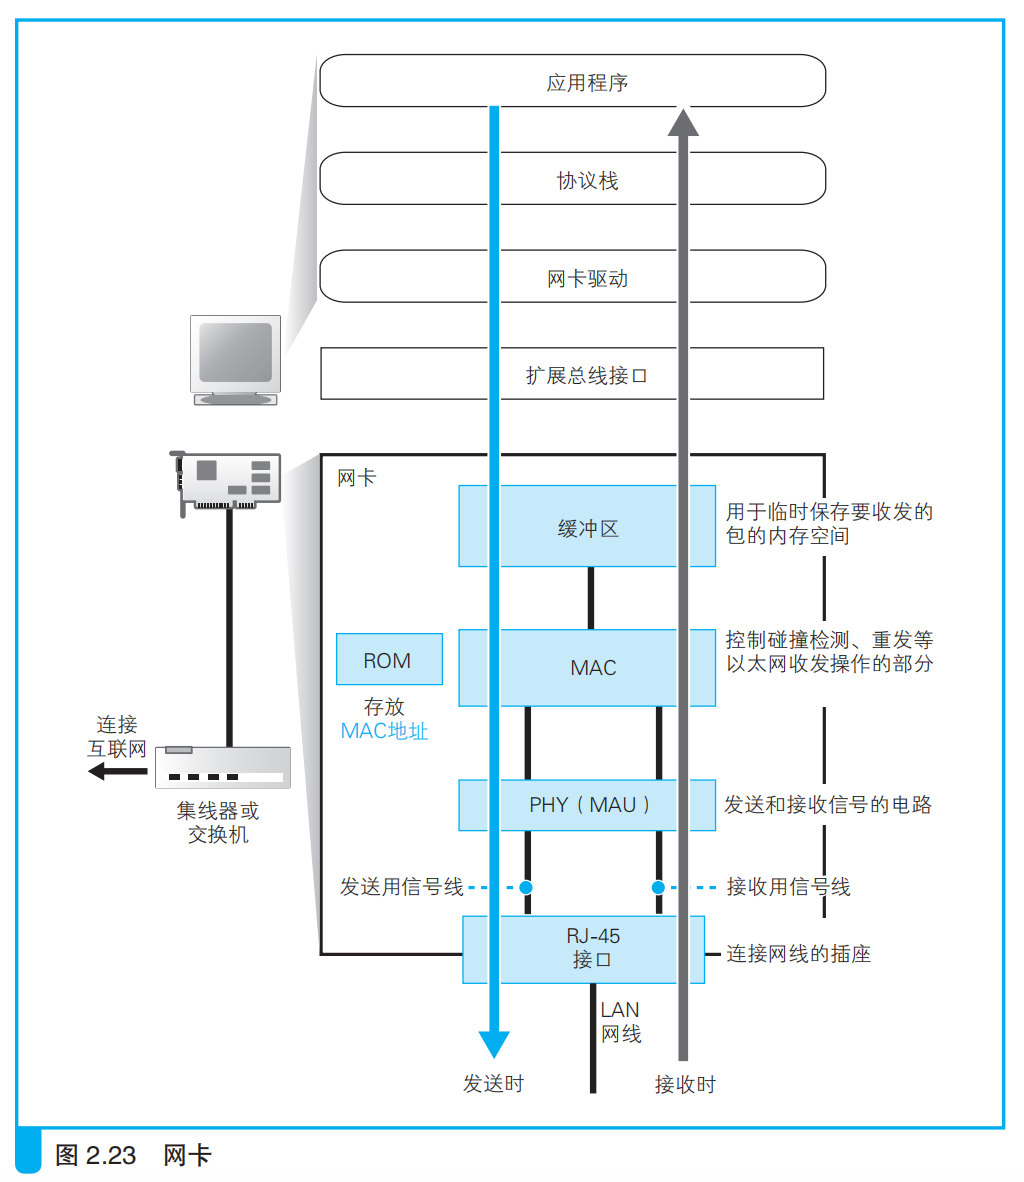 应用程序
协议栈
网卡驱动
扩展总线接口
网卡
缓冲区
用于临时保存要收发的
包的内存空间
ROM
存放
MAC地址
MAC
控制碰撞检测、重发等
以太网收发操作的部分
连接
互联网
集线器或
交换机
PHY（MAU）
发送和接收信号的电路
发送用信号线
接收用信号线
RJ-45
接口
连接网线的插座
LAN
网线
发送时
接收时
图 2.23 网卡